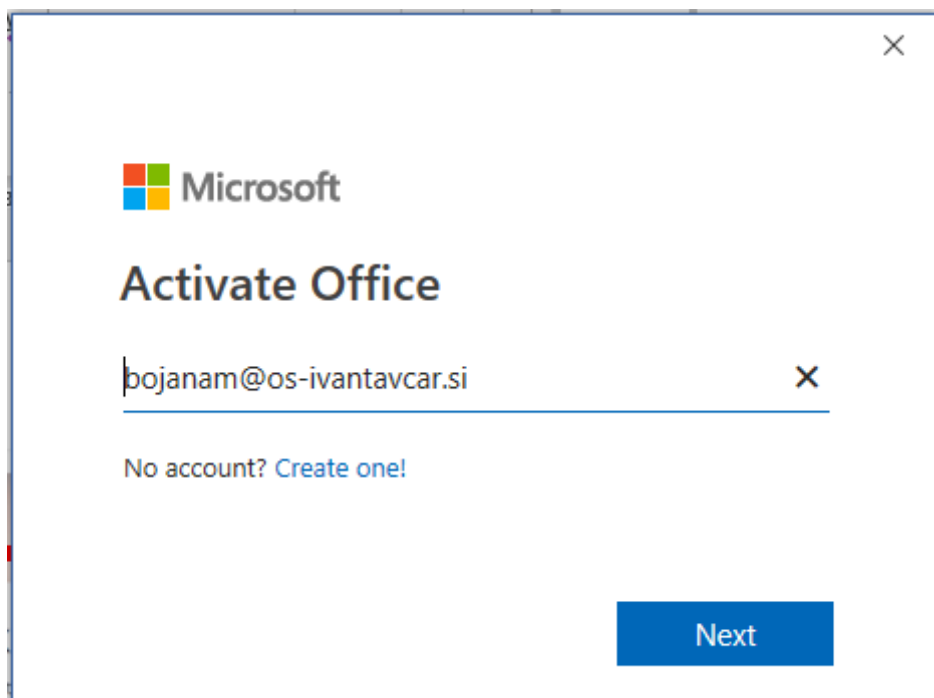 Microsoft
Activate Office
bojanam@os-ivantavcar.si
No account? Create one!
Next